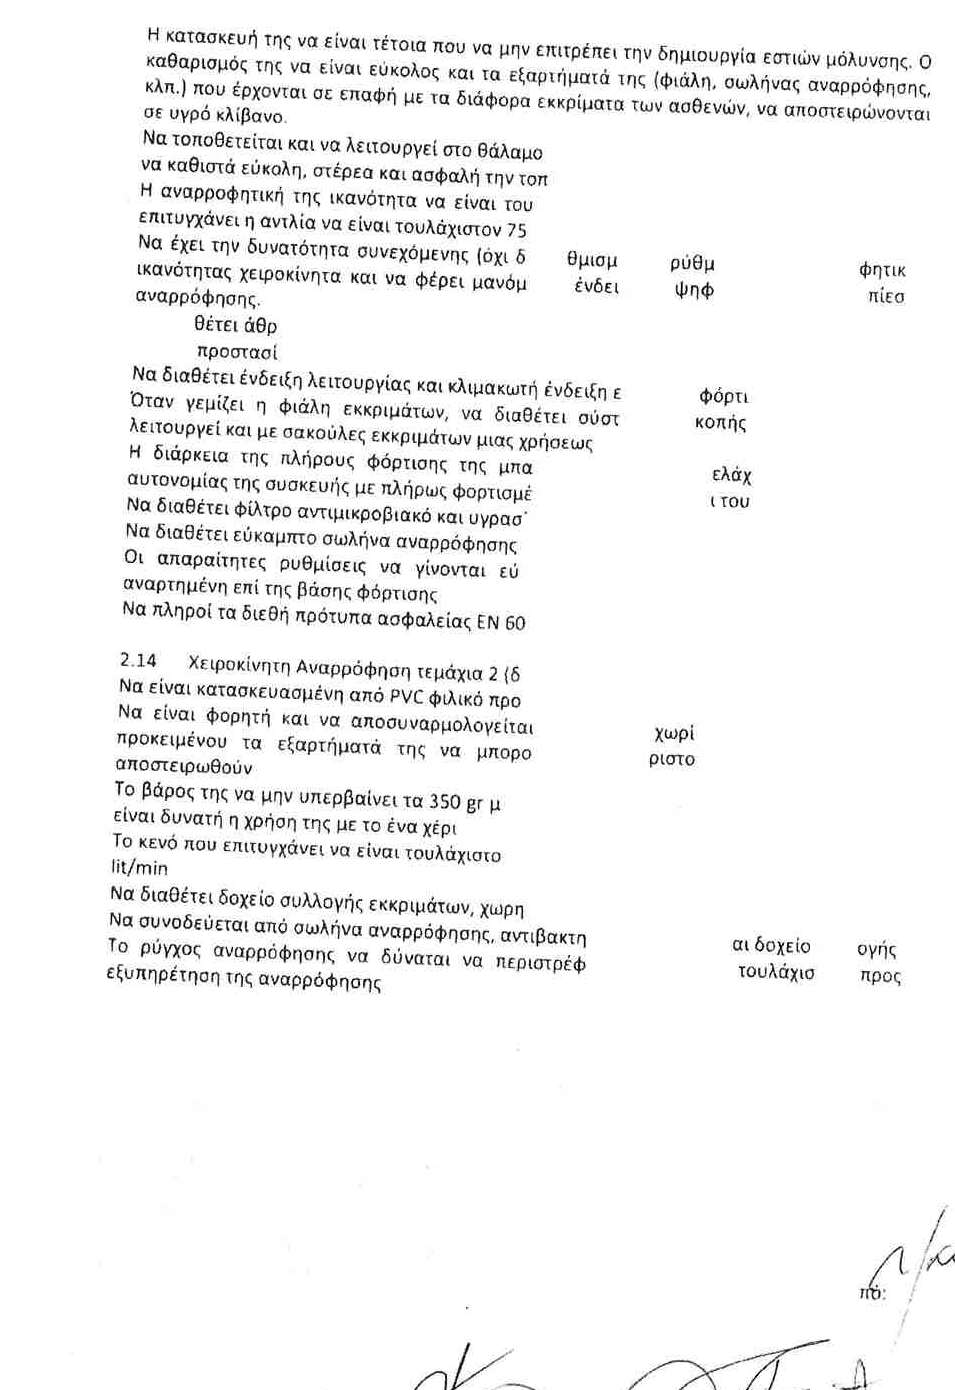 Η κατασκευή της να είναι τέτοια που να μην επιτρέπει την δημιουργία εστιών μόλυνσης. Ο
καθαρισμός της να είναι εύκολος και τα εξαρτήματά της (φιάλη, σωλήνας αναρρόφησης,
κλπ.) που έρχονται σε επαφή με τα διάφορα εκκρίματα των ασθενών, να αποστειρώνονται
σε υγρό κλίβανο.
Να τοποθετείται και να λειτουργεί στο θάλαμο
να καθιστά εύκολη, στέρεα και ασφαλή την τοπ
Η αναρροφητική της ικανότητα να είναι του
επιτυγχάνει η αντλία να είναι τουλάχιστον 75
Να έχει την δυνατότητα συνεχόμενης (όχι δ θμισμ ρύθμ φητικ
ικανότητας χειροκίνητα και να φέρει μανόμ ένδει ψηφ πίεσ
αναρρόφησης.
θέτει άθρ
προστασί
Να διαθέτει ένδειξη λειτουργίας και κλιμακωτή ένδειξη ε φόρτι
Όταν γεμίζει η φιάλη εκκριμάτων, να διαθέτει σύστ κοπής
λειτουργεί και με σακούλες εκκριμάτων μιας χρήσεως
Η διάρκεια της πλήρους φόρτισης της μπα ελάχ
αυτονομίας της συσκευής με πλήρως φορτισμέ ι του
Να διαθέτει φίλτρο αντιμικροβιακό και υγρασ
Να διαθέτει εύκαμπτο σωλήνα αναρρόφησης
Οι απαραίτητες ρυθμίσεις να γίνονται εύ
αναρτημένη επί της βάσης φόρτισης
Να πληροί τα διεθή πρότυπα ασφαλείας EN 60
2.14 Χειροκίνητη Αναρρόφηση τεμάχια 2 (δ
Να είναι κατασκευασμένη από PVC φιλικό προ
Να είναι φορητή και να αποσυναρμολογείται χωρί
προκειμένου τα εξαρτήματά της να μπορο ριστο
αποστειρωθούν
Το βάρος της να μην υπερβαίνει τα 350 gr μ
είναι δυνατή η χρήση της με το ένα χέρι
Το κενό που επιτυγχάνει να είναι τουλάχιστο
lit/min
Να διαθέτει δοχείο συλλογής εκκριμάτων, χωρη
Να συνοδεύεται από σωλήνα αναρρόφησης, αντιβακτη αι δοχείο ογής
Το ρύγχος αναρρόφησης να δύναται να περιστρέφ τουλάχισ προς
εξυπηρέτηση της αναρρόφησης
πό: